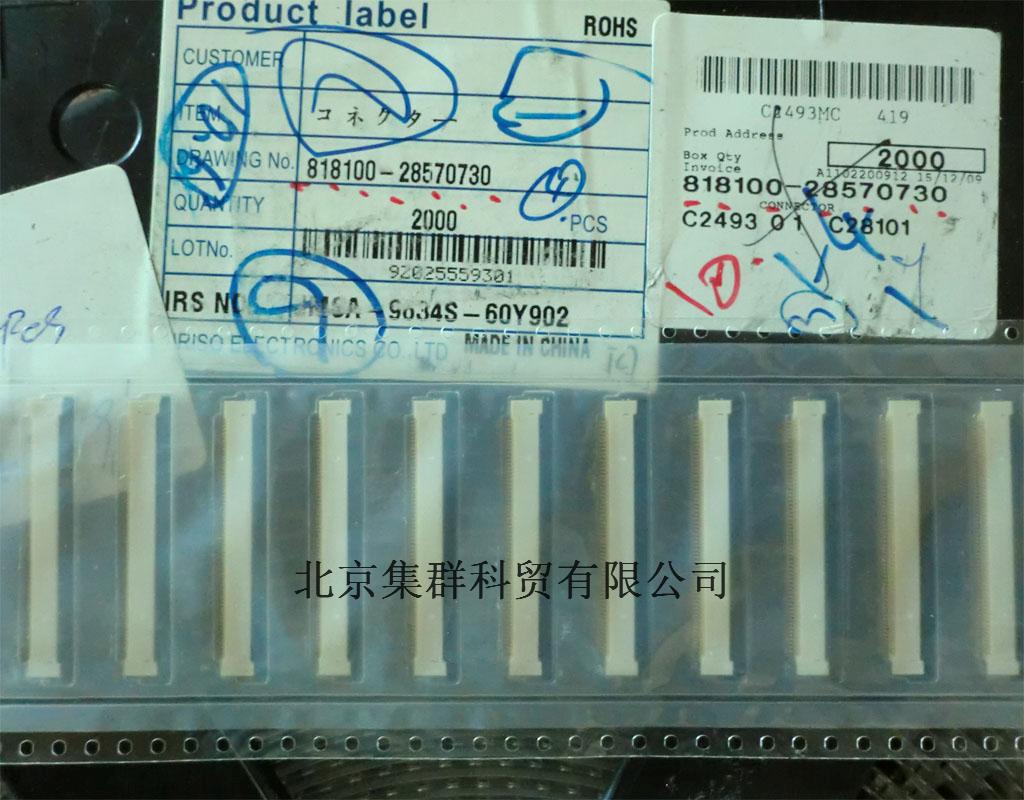 Product label
ROHS
CUSTOMER
ITEM
コネクター
DRAWING No.
818100-28570730
QUANTITY
2000
PCS
LOTNo.
92025559301
IRS NO
-60Y902
IRISO ELECTRONICS CO.,LTD
MADE IN CHINA
[C]
C2493MC 419
Prod Address
Box Qty
2000
Invoice
A1102200912 15/12/09
818100-28570730
CONNECTOR
C2493 01 C28101
北京集群科贸有限公司